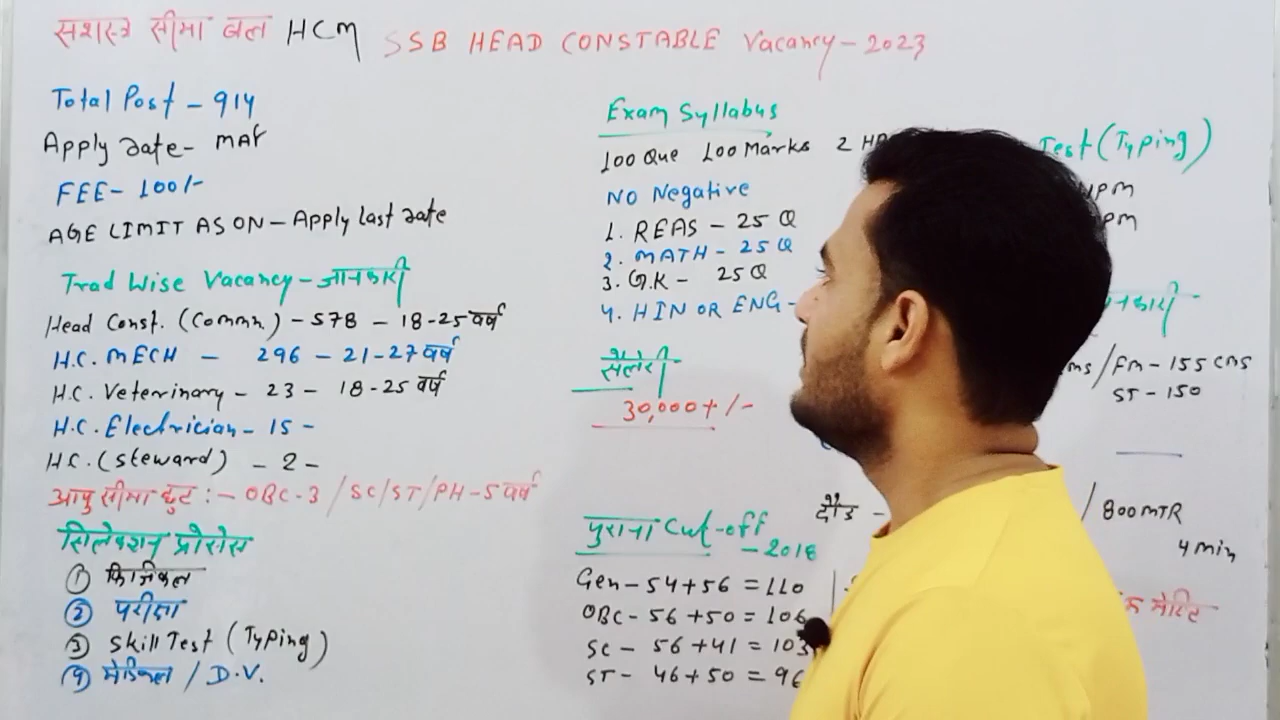 सशस्त्र सीमा बल HCM SSB HEAD CONSTABLE Vacancy-2023
Total Post - 914
Apply date- MAR
FEE- 100/-
AGE LIMIT AS ON - Apply last date
Trad Wise Vacancy - जानकारी
Head Const. (Commn) - 578 - 18-25 वर्ष
H.C. MECH - 296 - 21-27 वर्ष
H.C. Veterinary - 23 - 18-25 वर्ष
H.C. Electrician - 15 -
H.C. (Steward) - 2 -
आयु सीमा छुट :- OBC-3 / SC/ST/PH-5 वर्ष
सिलेक्शन प्रोसेस
① फिजिकल
② परीक्षा
③ Skill Test (Typing)
④ मेडिकल / D.V.
Exam Syllabus
100 Que 100 Marks 2
NO Negative
1. REAS - 25 Q
2. MATH - 25 Q
3. G.K - 25 Q
4. HIN OR ENG -
सैलरी
30,000+/-
पुराना Cut-off - 2018
Gen - 54+56 = 110
OBC - 56+50 = 106
SC - 56+41 = 103
ST - 46+50 = 96
Test (Typing)
/ Fm - 155 cms
ST - 150
दौड - / 800 MTR
4 Min
मेरिट